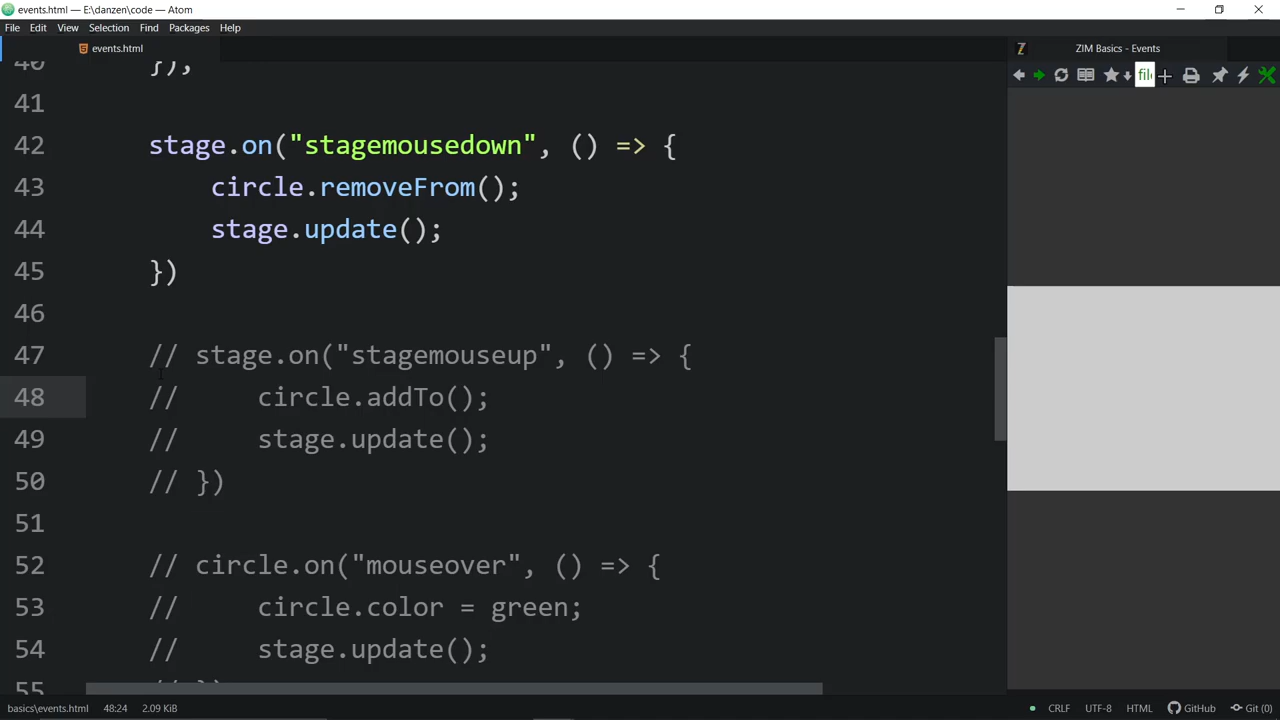 events.html — E:\danzen\code — Atom
File Edit View Selection Find Packages Help
events.html
ZIM Basics - Events
40 }),
41
42 stage.on("stagemousedown", () => {
43 circle.removeFrom();
44 stage.update();
45 })
46
47 // stage.on("stagemouseup", () => {
48 // circle.addTo();
49 // stage.update();
50 // })
51
52 // circle.on("mouseover", () => {
53 // circle.color = green;
54 // stage.update();
55 // })
basics\events.html 48:24 2.09 KiB CRLF UTF-8 HTML GitHub Git (0)